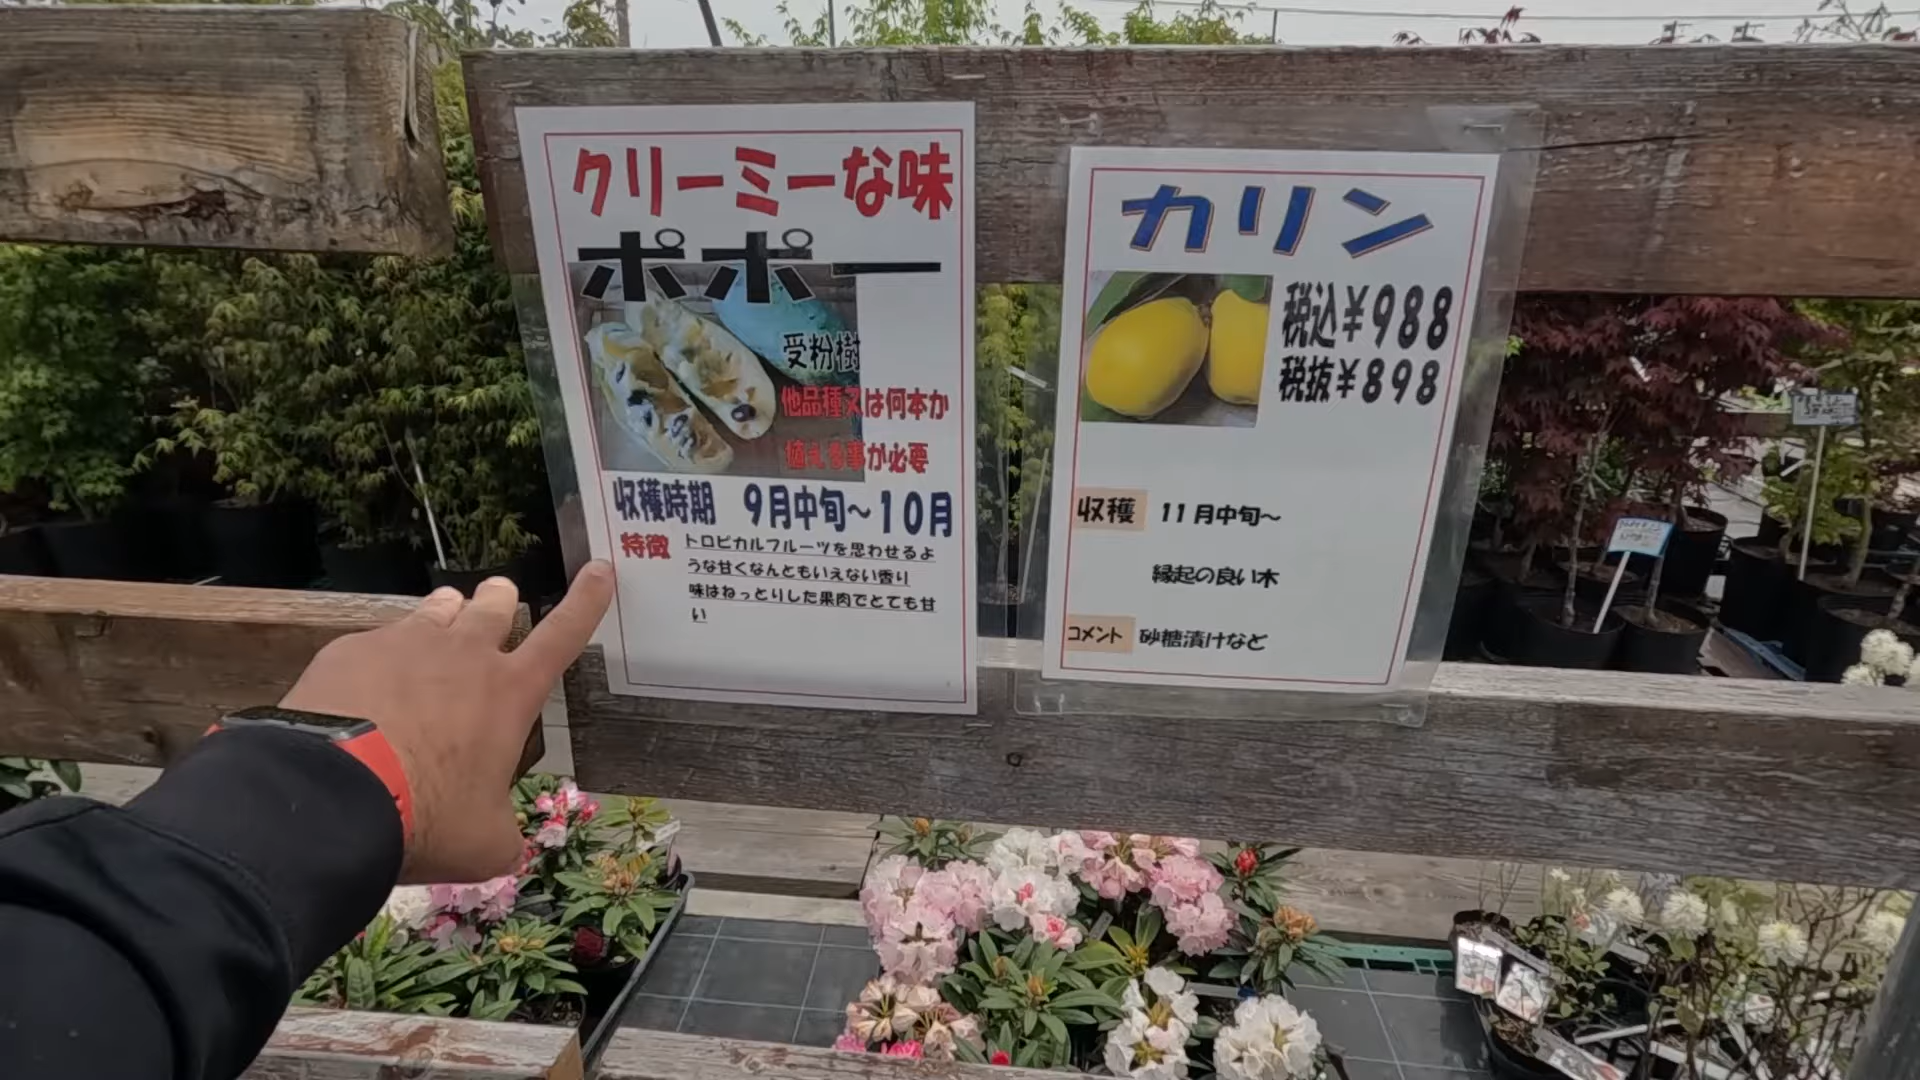 クリーミーな味
ポポー
受粉樹
他品種又は何本か
植える事が必要
収穫時期 9月中旬～10月
特徴
トロピカルフルーツを思わせるよ
うな甘くなんともいえない香り
味はねっとりした果肉でとても甘
い
カリン
税込¥988
税抜¥898
収穫 11月中旬～
縁起の良い木
コメント 砂糖漬けなど